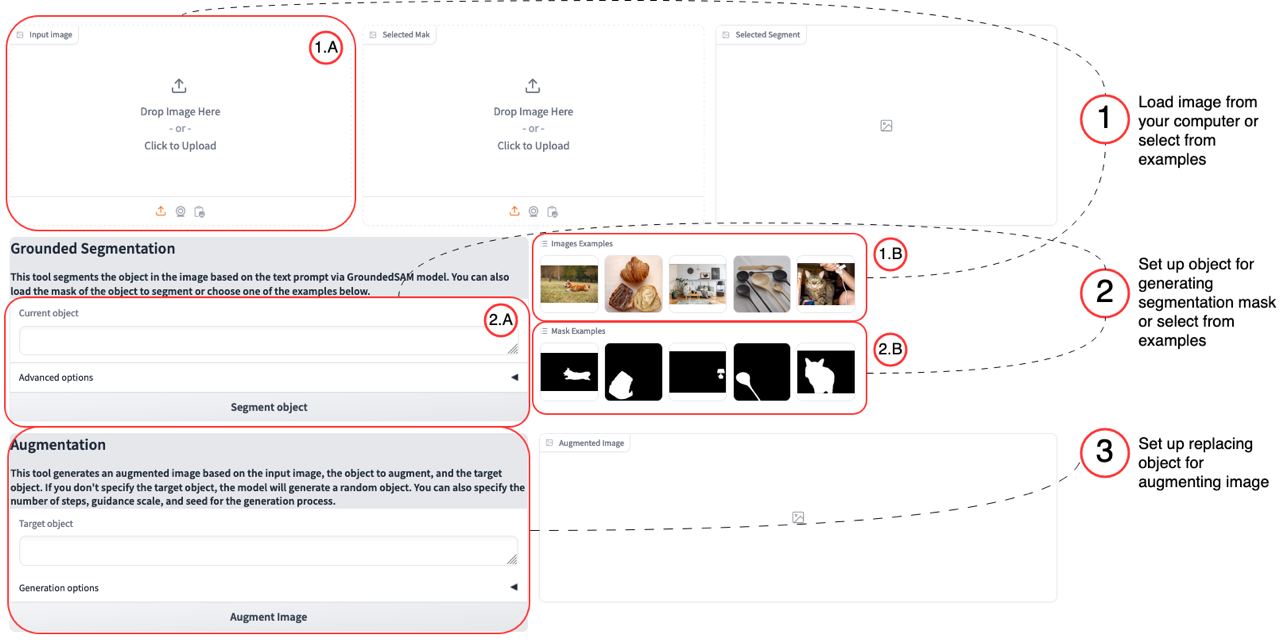 Input image
1.A
Selected Mak
Selected Segment
Drop Image Here
- or -
Click to Upload
Drop Image Here
- or -
Click to Upload
1
Load image from
your computer or
select from
examples
Grounded Segmentation
This tool segments the object in the image based on the text prompt via GroundedSAM model. You can also
load the mask of the object to segment or choose one of the examples below.
Images Examples
1.B
Current object
2.A
Mask Examples
2.B
2
Set up object for
generating
segmentation mask
or select from
examples
Advanced options
Segment object
Augmentation
This tool generates an augmented image based on the input image, the object to augment, and the target
object. If you don't specify the target object, the model will generate a random object. You can also specify the
number of steps, guidance scale, and seed for the generation process.
Target object
Generation options
Augment Image
Augmented Image
3
Set up replacing
object for
augmenting image